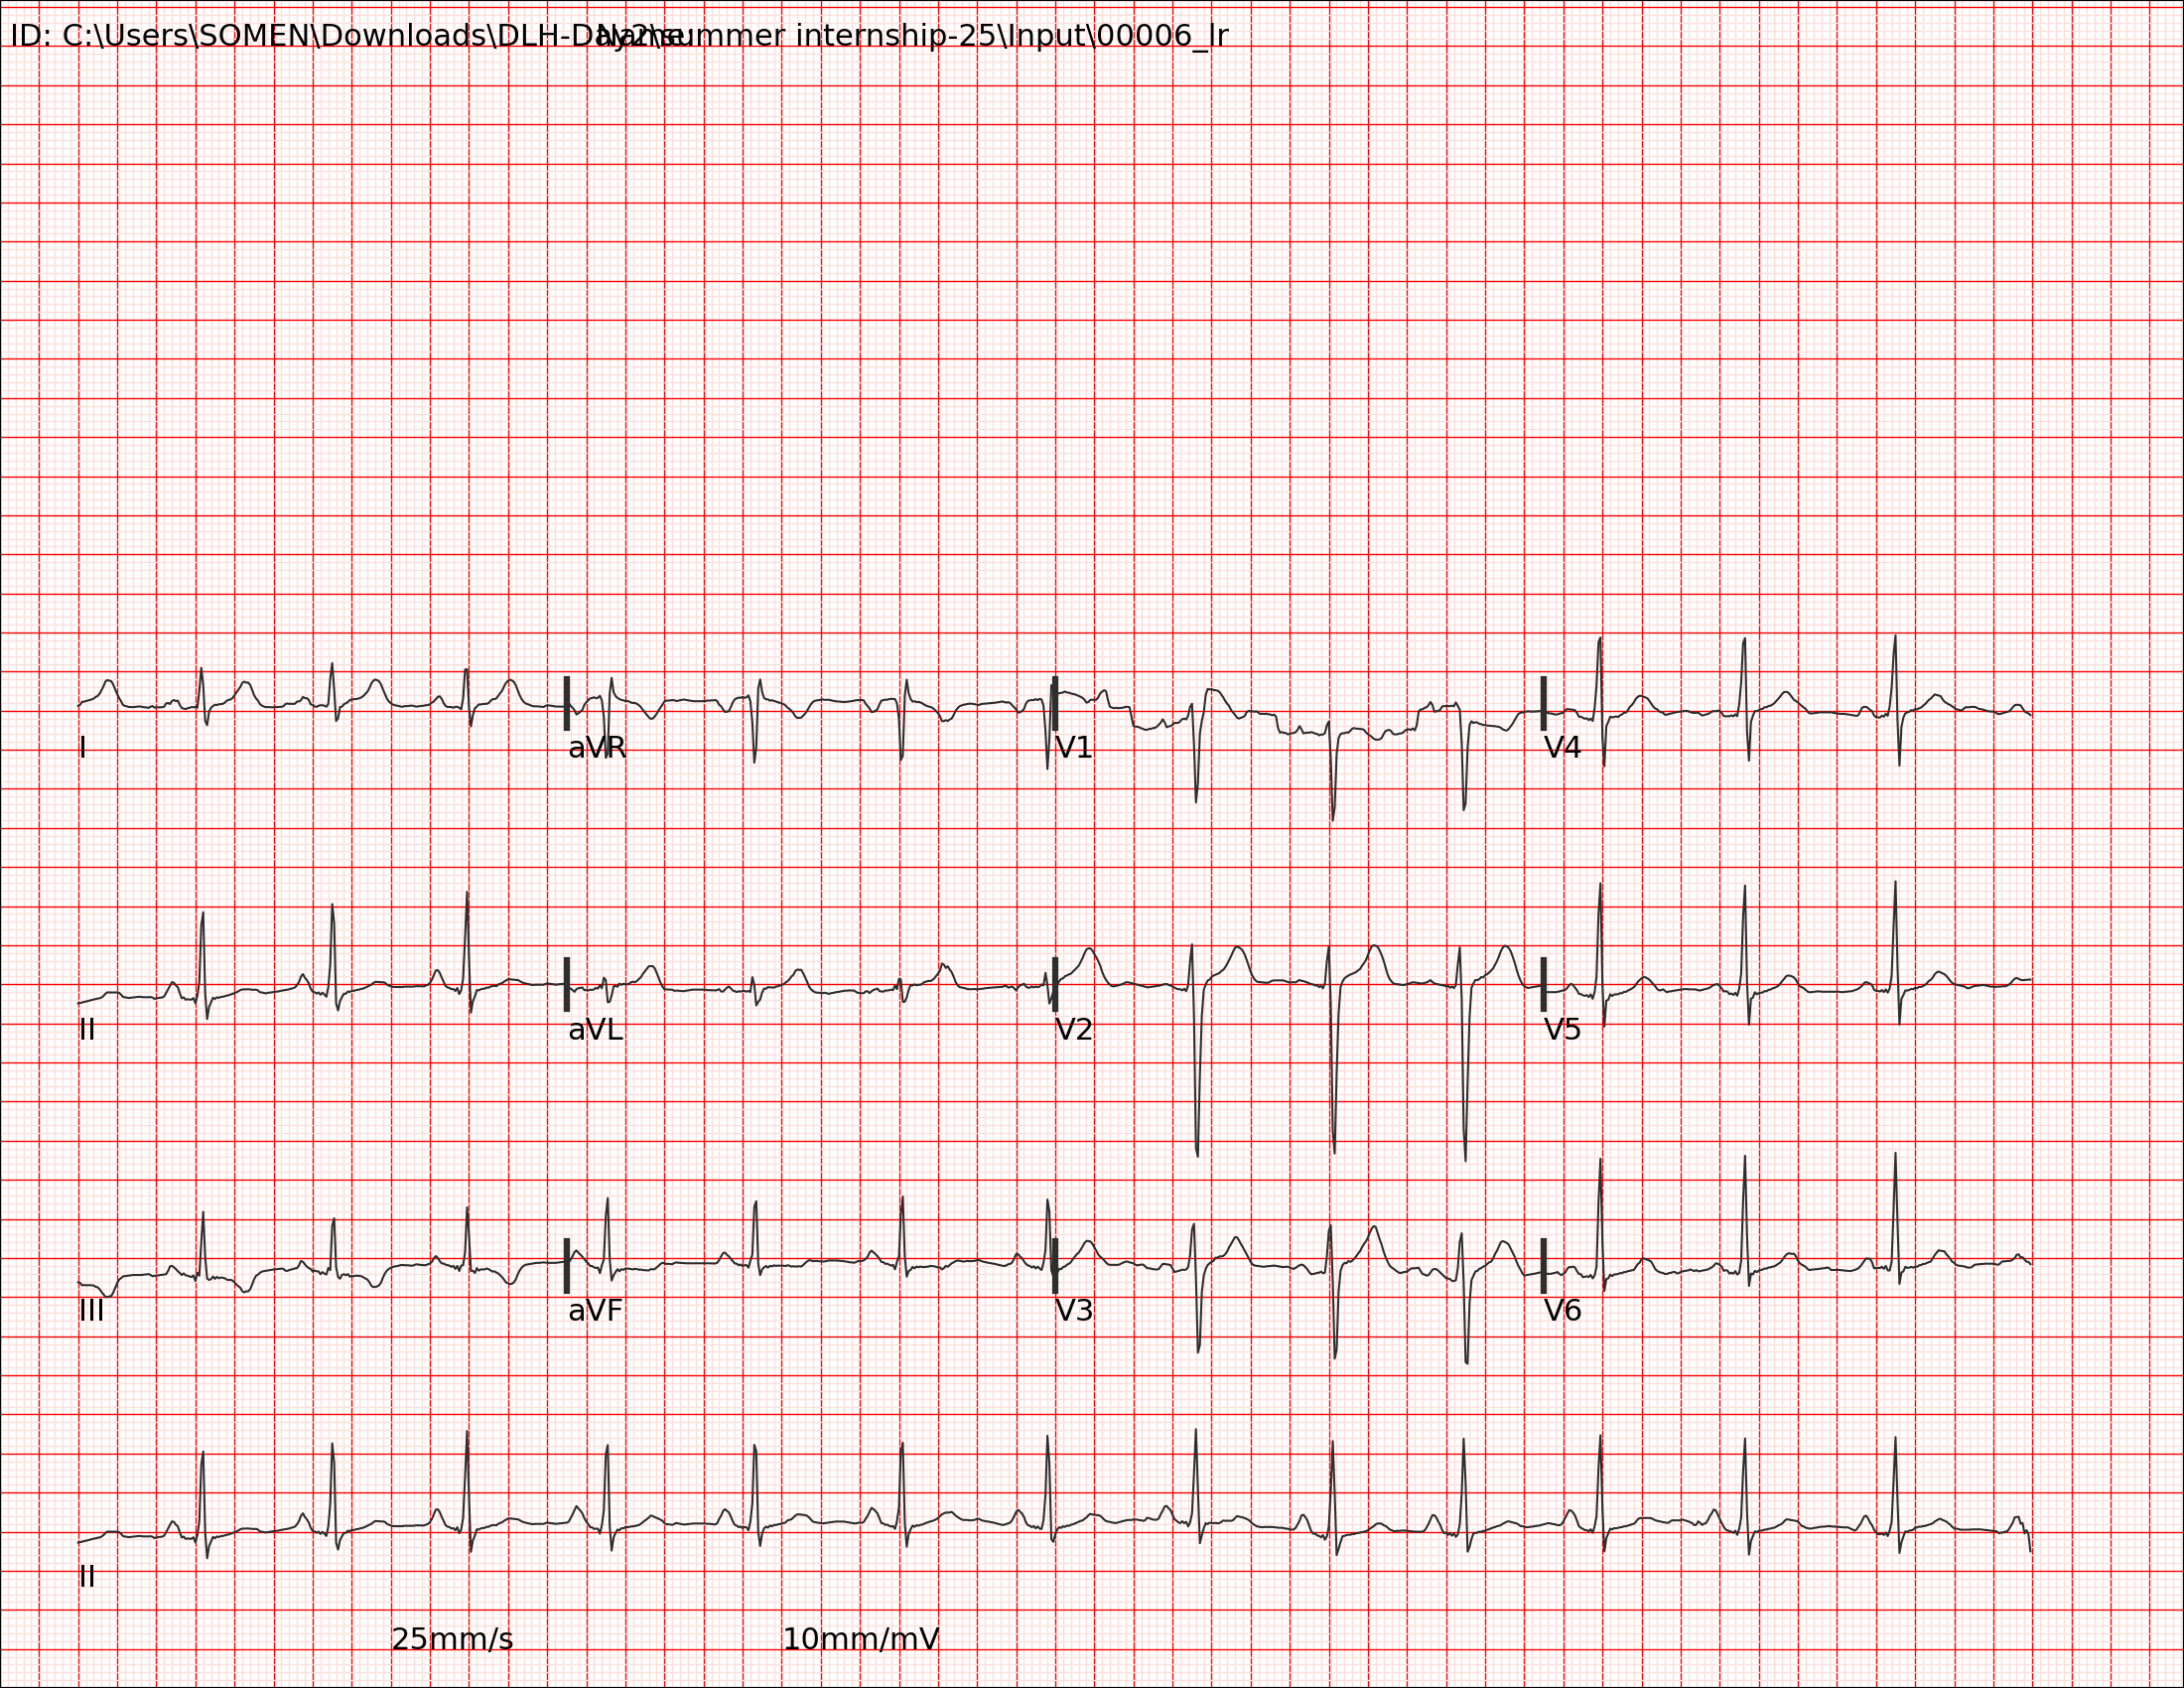 ID: C:\Users\SOMEN\Downloads\DLH-Day2\summer internship-25\Input\00006_lr
Name:
I aVR V1 V4
II aVL V2 V5
III aVF V3 V6
II
25mm/s 10mm/mV